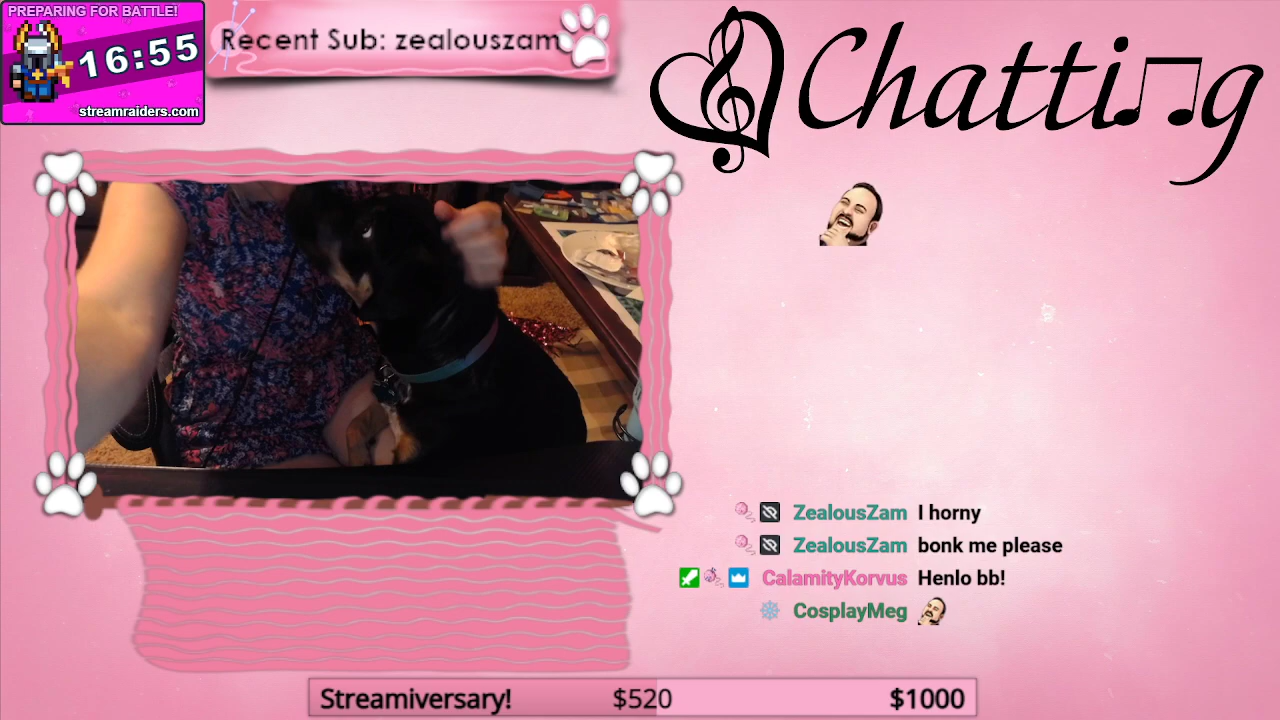 PREPARING FOR BATTLE!
16:55
streamraiders.com
Recent Sub: zealouszam
Chatting
ZealousZam I horny
ZealousZam bonk me please
CalamityKorvus Henlo bb!
CosplayMeg
Streamiversary! $520 $1000